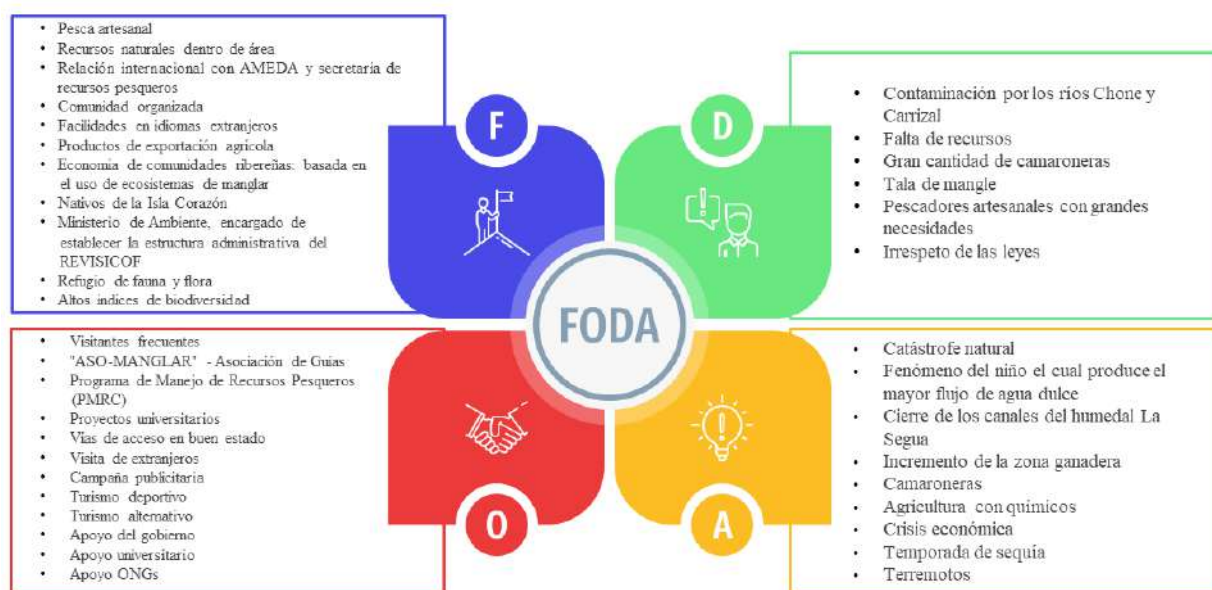 • Pesca artesanal
• Recursos naturales dentro de área
• Relación internacional con AMEDA y secretaría de
recursos pesqueros
• Comunidad organizada
• Facilidades en idiomas extranjeros
• Productos de exportación agrícola
• Economía de comunidades ribereñas: basada en
el uso de ecosistemas de manglar
• Nativos de la Isla Corazón
• Ministerio de Ambiente, encargado de
establecer la estructura administrativa del
REVISICOF
• Refugio de fauna y flora
• Altos índices de biodiversidad
F
D
• Contaminación por los ríos Chone y
Carrizal
• Falta de recursos
• Gran cantidad de camaroneras
• Tala de mangle
• Pescadores artesanales con grandes
necesidades
• Irrespeto de las leyes
FODA
• Visitantes frecuentes
• "ASO-MANGLAR" - Asociación de Guías
• Programa de Manejo de Recursos Pesqueros
(PMRC)
• Proyectos universitarios
• Vías de acceso en buen estado
• Visita de extranjeros
• Campaña publicitaria
• Turismo deportivo
• Turismo alternativo
• Apoyo del gobierno
• Apoyo universitario
• Apoyo ONGs
O
A
• Catástrofe natural
• Fenómeno del niño el cual produce el
mayor flujo de agua dulce
• Cierre de los canales del humedal La
Segua
• Incremento de la zona ganadera
• Camaroneras
• Agricultura con químicos
• Crisis económica
• Temporada de sequía
• Terremotos